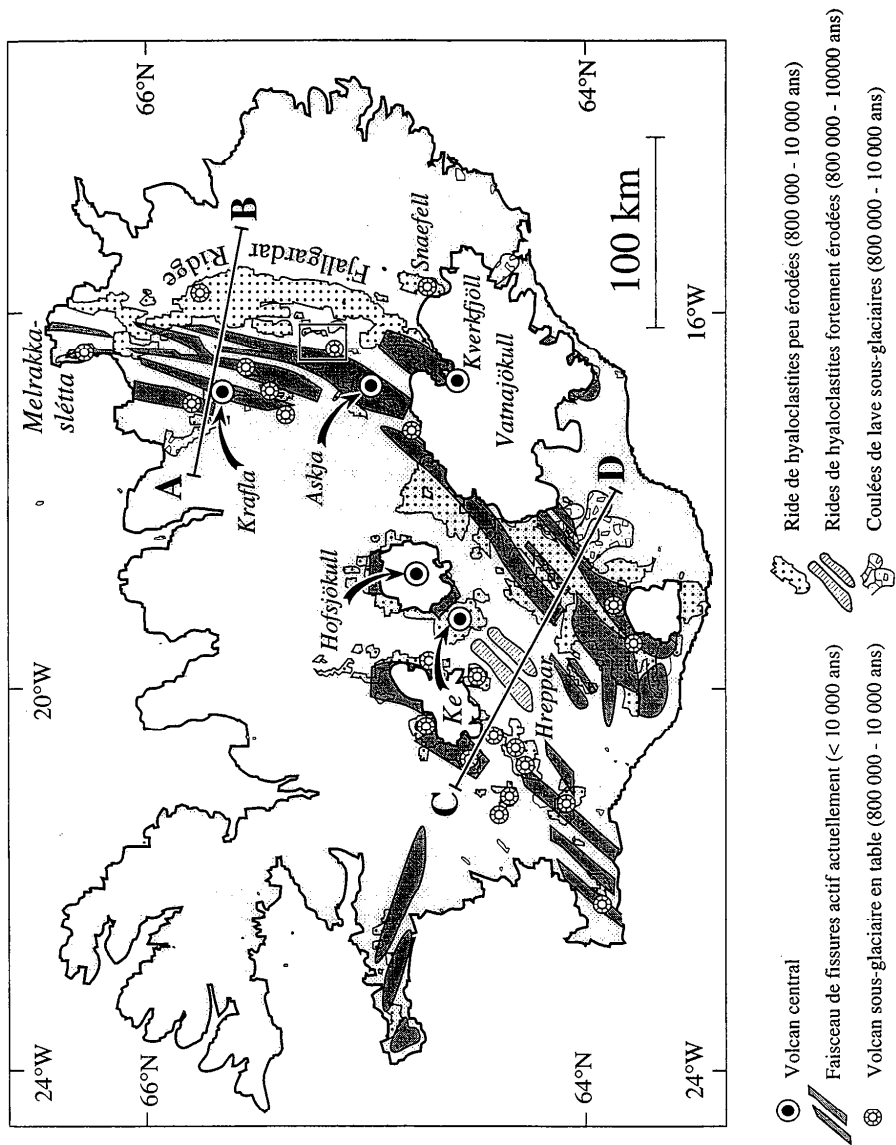 24°W
20°W
Melrakka-
slétta
66°N
66°N
A
B
Krafla
Fjallgardar Ridge
Askja
Hofsjökull
Snaefell
Ke
Kverkfjöll
C
Vatnajökull
Hreppar
D
64°N
64°N
100 km
24°W
16°W
Volcan central
Faisceau de fissures actif actuellement (< 10 000 ans)
Volcan sous-glaciaire en table (800 000 - 10 000 ans)
Ride de hyaloclastites peu érodées (800 000 - 10 000 ans)
Rides de hyaloclastites fortement érodées (800 000 - 10000 ans)
Coulées de lave sous-glaciaires (800 000 - 10 000 ans)